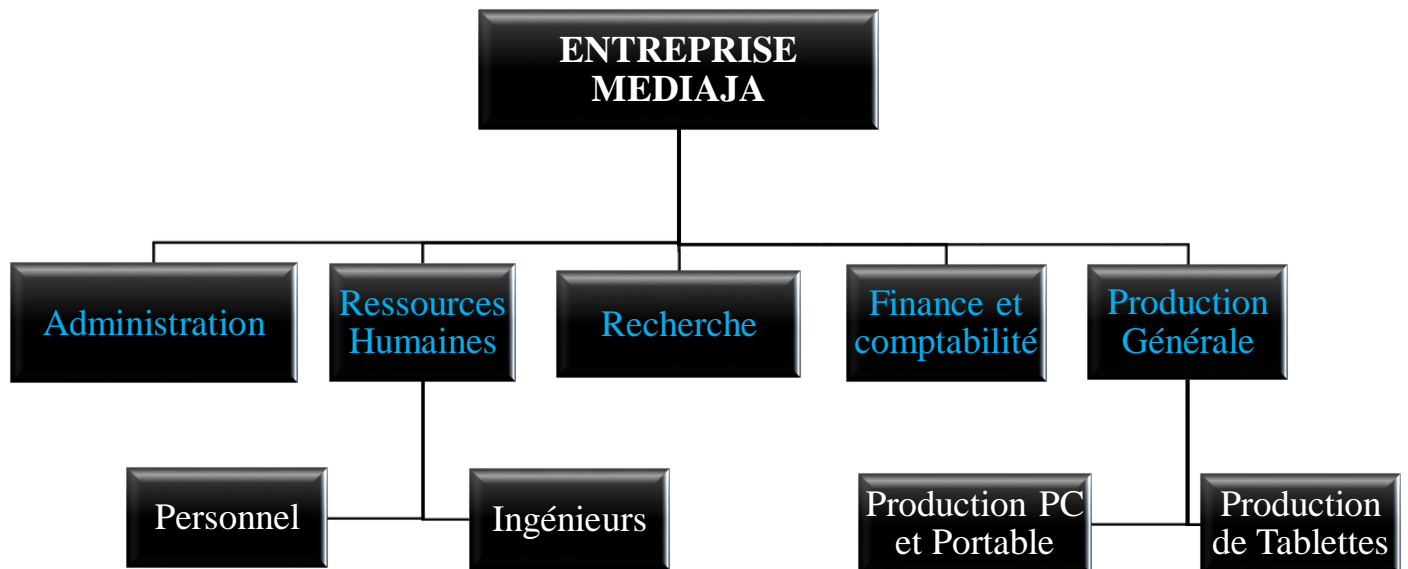 ENTREPRISE
MEDIAJA
Administration
Ressources
Humaines
Recherche
Finance et
comptabilité
Production
Générale
Personnel
Ingénieurs
Production PC
et Portable
Production
de Tablettes